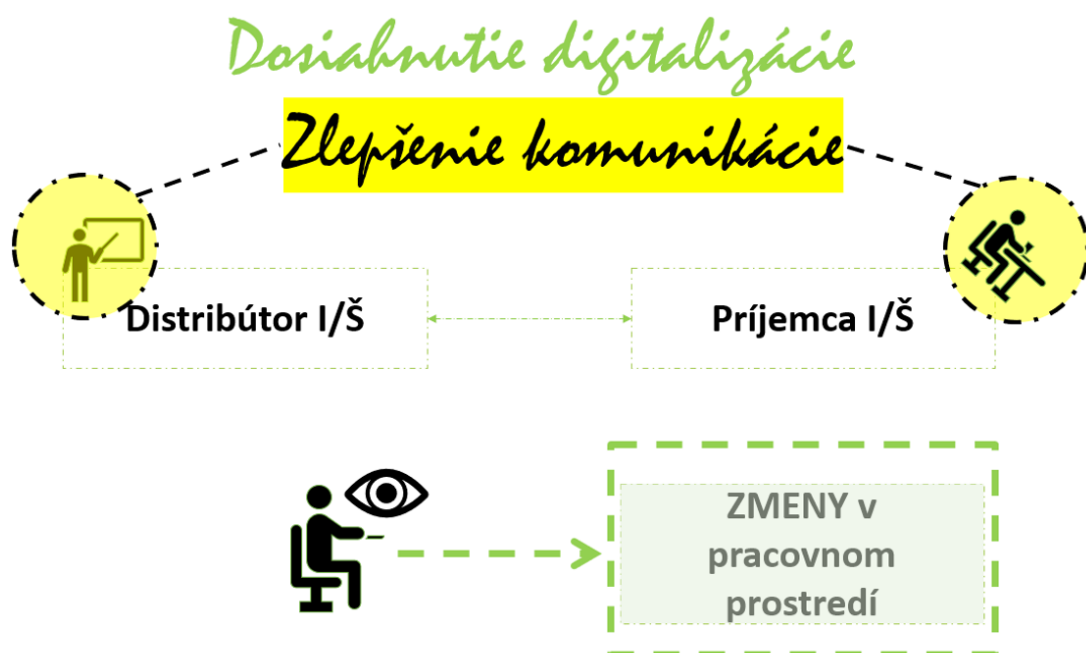 Dosiahnutie digitalizácie
Zlepšenie komunikácie
Distribútor I/Š
Príjemca I/Š
ZMENY v
pracovnom
prostredí